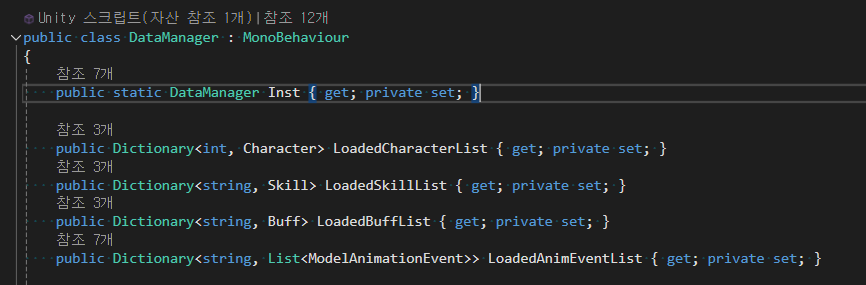 Unity 스크립트(자산 참조 1개)|참조 12개
public class DataManager : MonoBehaviour
{
참조 7개
public static DataManager Inst { get; private set; }
참조 3개
public Dictionary<int, Character> LoadedCharacterList { get; private set; }
참조 3개
public Dictionary<string, Skill> LoadedSkillList { get; private set; }
참조 3개
public Dictionary<string, Buff> LoadedBuffList { get; private set; }
참조 7개
public Dictionary<string, List<ModelAnimationEvent>> LoadedAnimEventList { get; private set; }